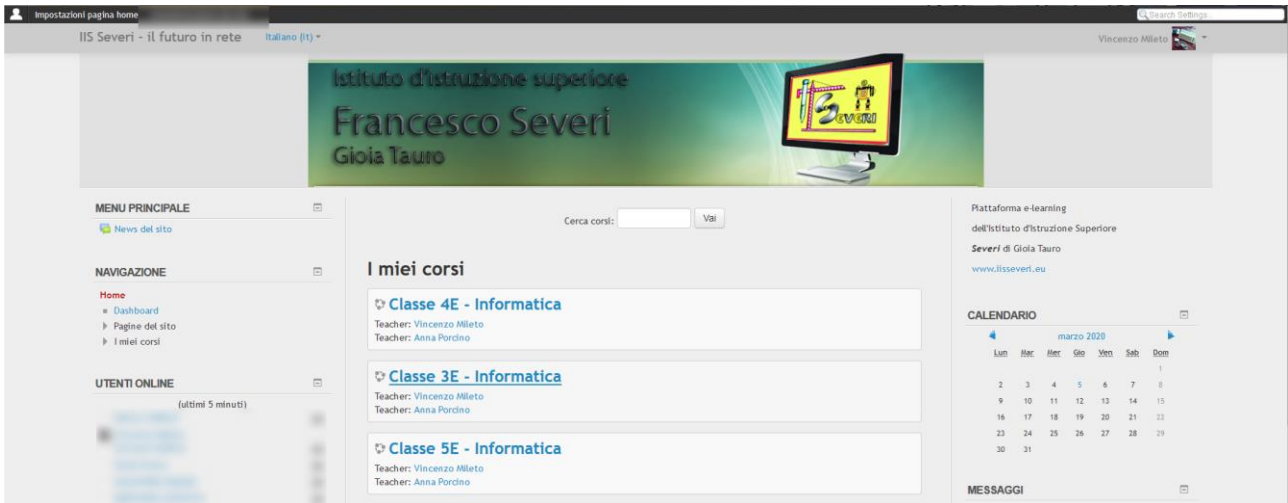 Impostazioni pagina home
Search Settings...
IIS Severi - il futuro in rete
Italiano (it)
Vincenzo Mileto
Istituto d'istruzione superiore
Francesco Severi
Gioia Tauro
Severi
MENU PRINCIPALE
News del sito
NAVIGAZIONE
Home
Dashboard
Pagine del sito
I miei corsi
UTENTI ONLINE
(ultimi 5 minuti)
Cerca corsi:
Vai
I miei corsi
Classe 4E - Informatica
Teacher: Vincenzo Mileto
Teacher: Anna Porcino
Classe 3E - Informatica
Teacher: Vincenzo Mileto
Teacher: Anna Porcino
Classe 5E - Informatica
Teacher: Vincenzo Mileto
Teacher: Anna Porcino
Piattaforma e-learning
dell'Istituto d'Istruzione Superiore
Severi di Gioia Tauro
www.iisseveri.eu
CALENDARIO
marzo 2020
Lun Mar Mer Gio Ven Sab Dom
1
2 3 4 5 6 7 8
9 10 11 12 13 14 15
16 17 18 19 20 21 22
23 24 25 26 27 28 29
30 31
MESSAGGI